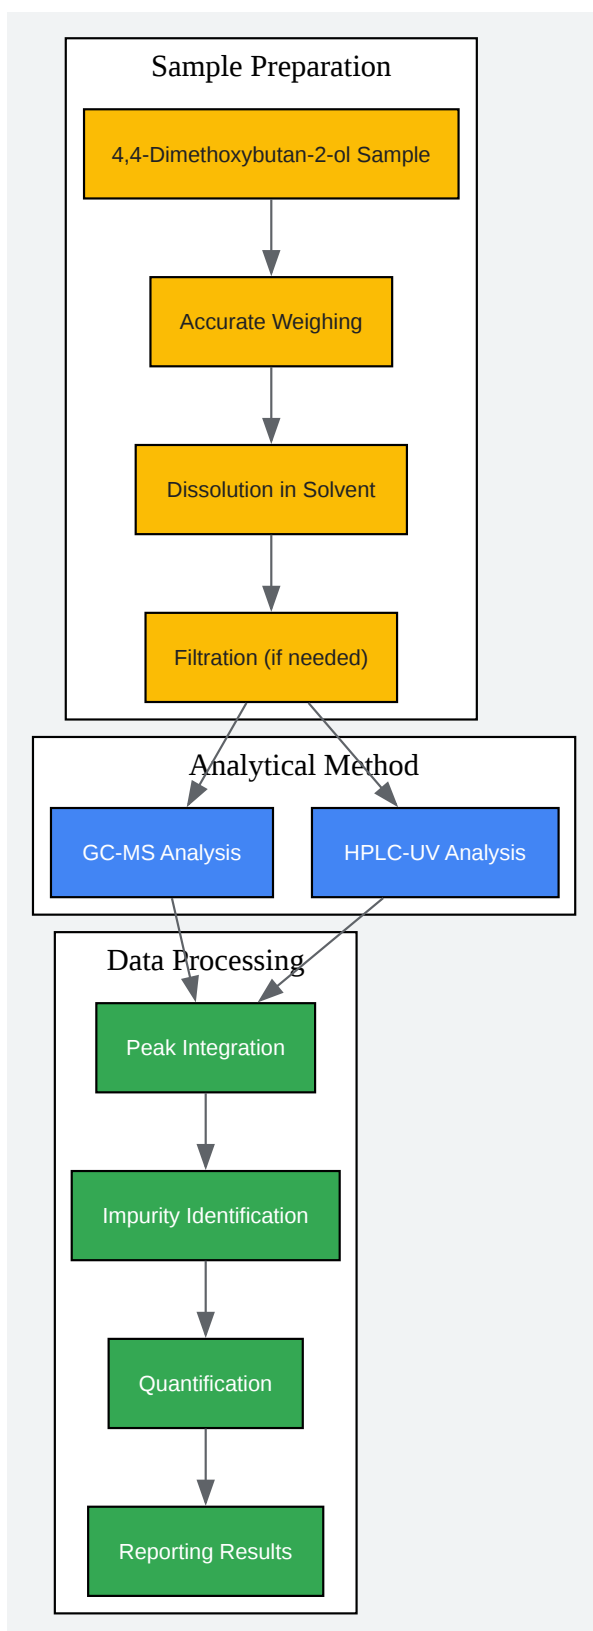 Sample Preparation
4,4-Dimethoxybutan-2-ol Sample
Accurate Weighing
Dissolution in Solvent
Filtration (if needed)
Analytical Method
GC-MS Analysis
HPLC-UV Analysis
Data Processing
Peak Integration
Impurity Identification
Quantification
Reporting Results